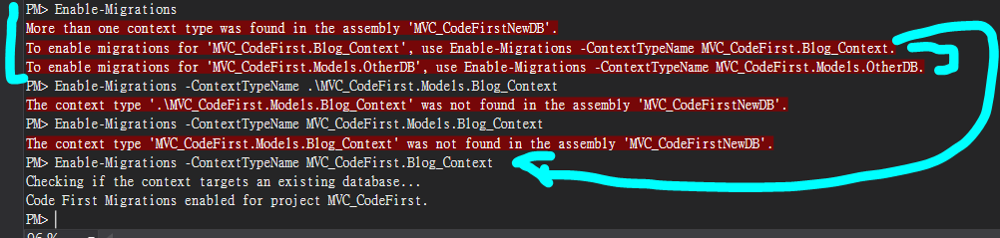 PM> Enable-Migrations
More than one context type was found in the assembly 'MVC_CodeFirstNewDB'.
To enable migrations for 'MVC_CodeFirst.Blog_Context', use Enable-Migrations -ContextTypeName MVC_CodeFirst.Blog_Context.
To enable migrations for 'MVC_CodeFirst.Models.OtherDB', use Enable-Migrations -ContextTypeName MVC_CodeFirst.Models.OtherDB.
PM> Enable-Migrations -ContextTypeName .\MVC_CodeFirst.Models.Blog_Context
The context type '.\MVC_CodeFirst.Models.Blog_Context' was not found in the assembly 'MVC_CodeFirstNewDB'.
PM> Enable-Migrations -ContextTypeName MVC_CodeFirst.Models.Blog_Context
The context type 'MVC_CodeFirst.Models.Blog_Context' was not found in the assembly 'MVC_CodeFirstNewDB'.
PM> Enable-Migrations -ContextTypeName MVC_CodeFirst.Blog_Context
Checking if the context targets an existing database...
Code First Migrations enabled for project MVC_CodeFirst.
PM>
96 %